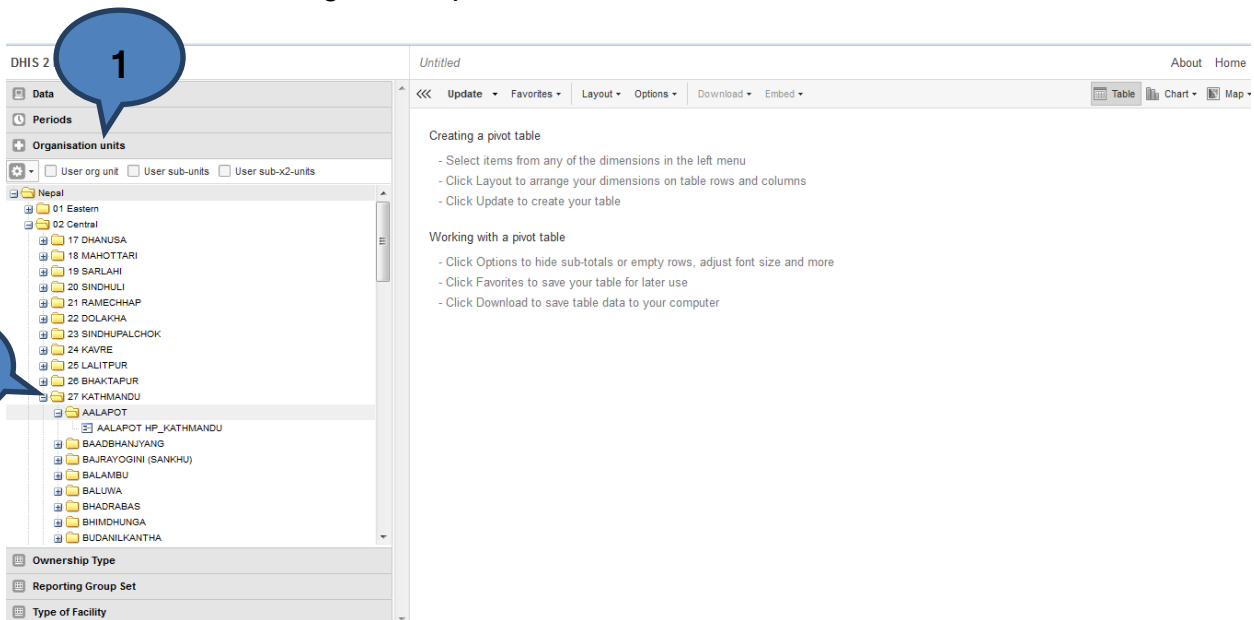 1
DHIS 2
Untitled
About Home
Data
Update Favorites Layout Options Download Embed
Table Chart Map
Periods
Organisation units
User org unit User sub-units User sub-x2-units
Nepal
01 Eastern
02 Central
17 DHANUSA
18 MAHOTTARI
19 SARLAHI
20 SINDHULI
21 RAMECHHAP
22 DOLAKHA
23 SINDHUPALCHOK
24 KAVRE
25 LALITPUR
26 BHAKTAPUR
27 KATHMANDU
AALAPOT
AALAPOT HP_KATHMANDU
BAADBHANJYANG
BAJRAYOGINI (SANKHU)
BALAMBU
BALUWA
BHADRABAS
BHIMDHUNGA
BUDANILKANTHA
Ownership Type
Reporting Group Set
Type of Facility
Creating a pivot table
- Select items from any of the dimensions in the left menu
- Click Layout to arrange your dimensions on table rows and columns
- Click Update to create your table
Working with a pivot table
- Click Options to hide sub-totals or empty rows, adjust font size and more
- Click Favorites to save your table for later use
- Click Download to save table data to your computer